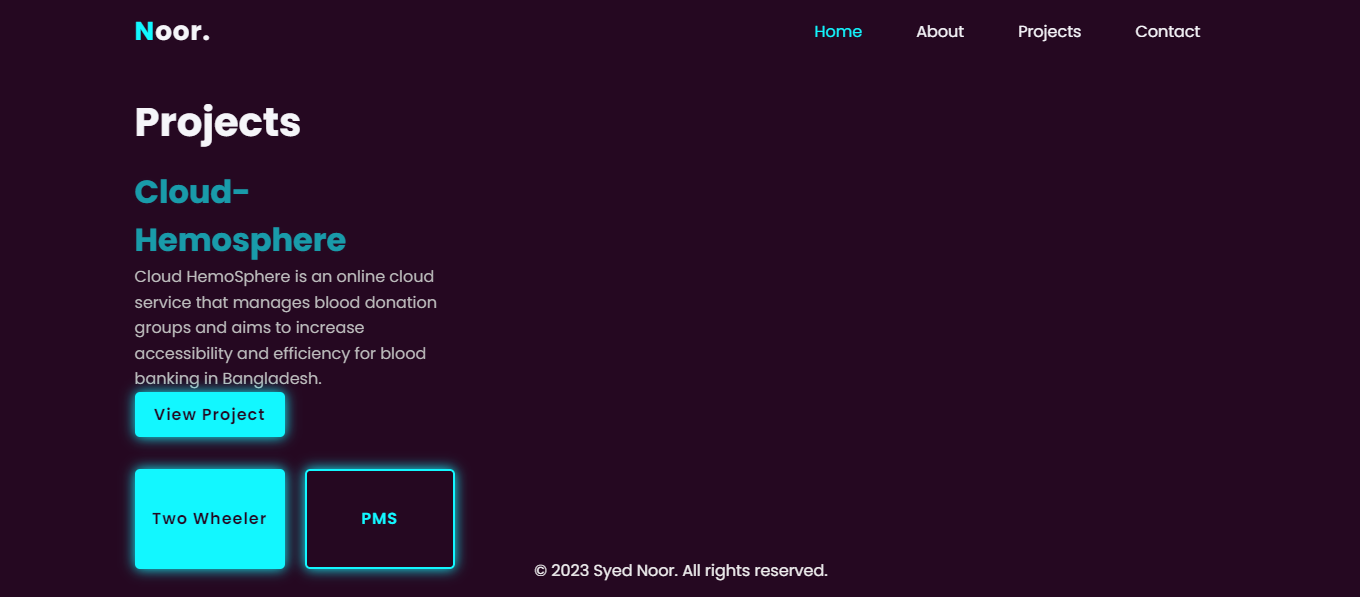 Noor.
Home About Projects Contact
Projects
Cloud-
Hemosphere
Cloud HemoSphere is an online cloud
service that manages blood donation
groups and aims to increase
accessibility and efficiency for blood
banking in Bangladesh.
View Project
Two Wheeler
PMS
© 2023 Syed Noor. All rights reserved.